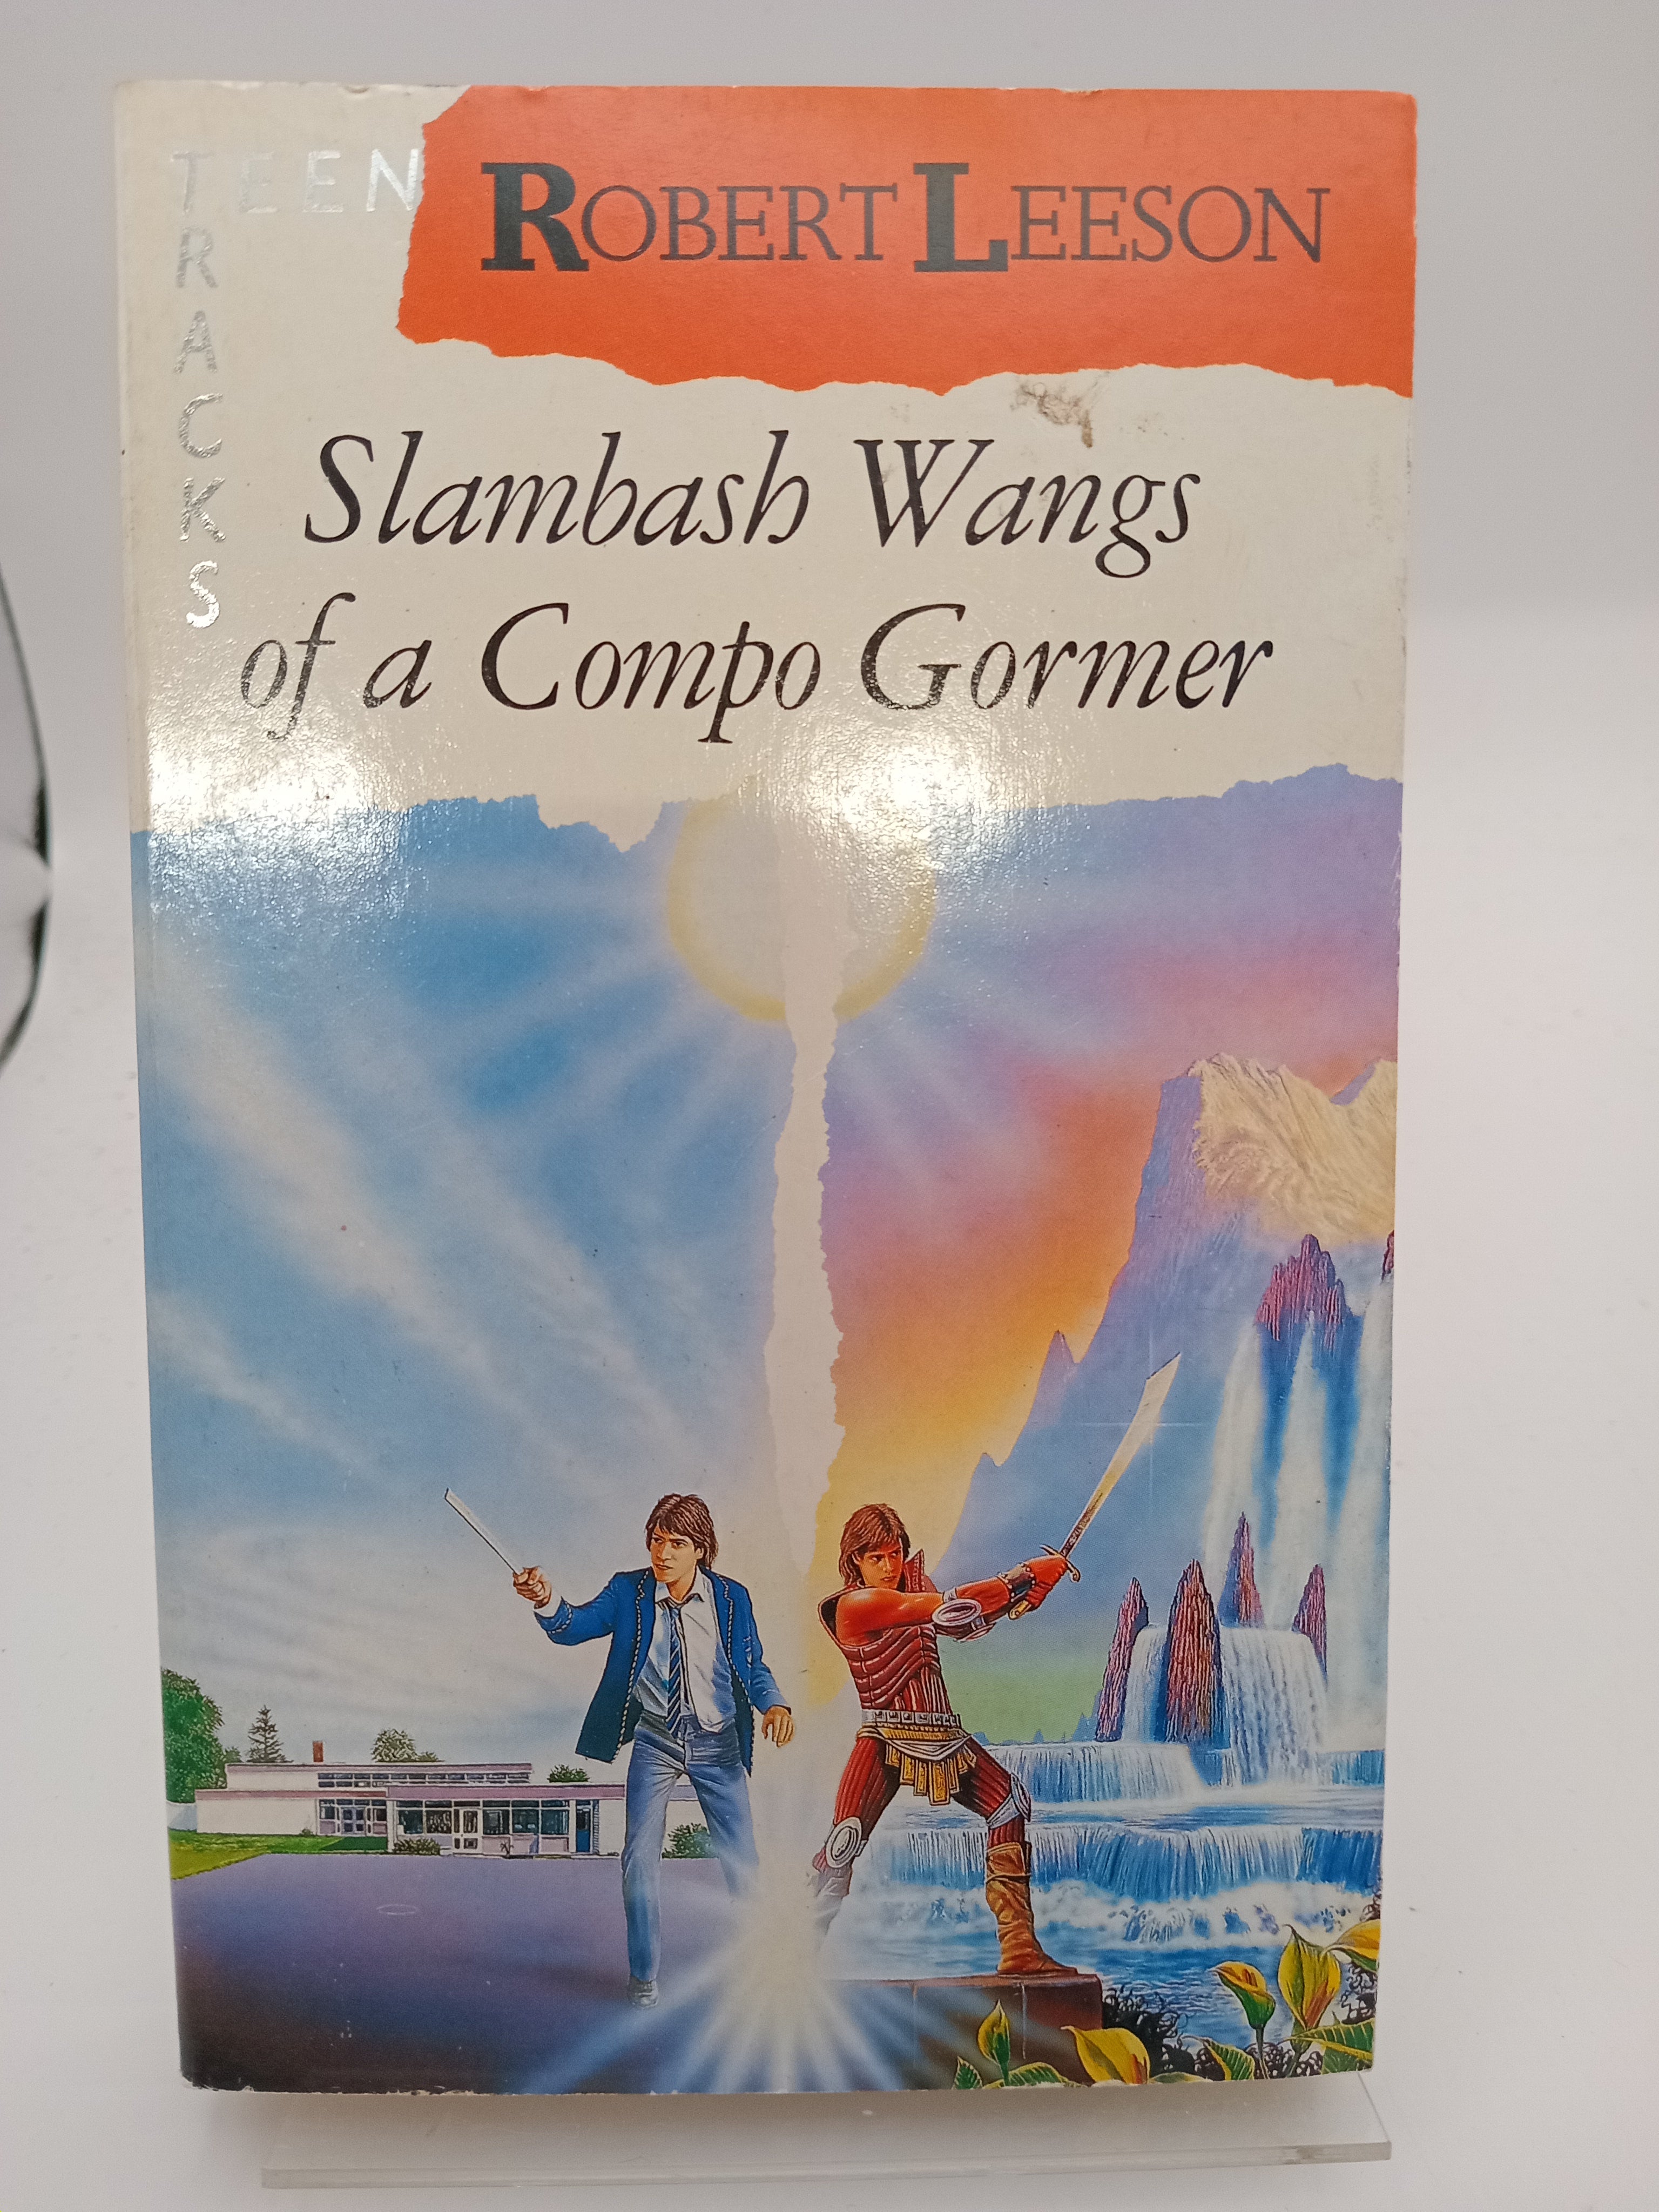 TEEN
TRACKS
ROBERT LEESON
Slambash Wangs
of a Compo Gormer